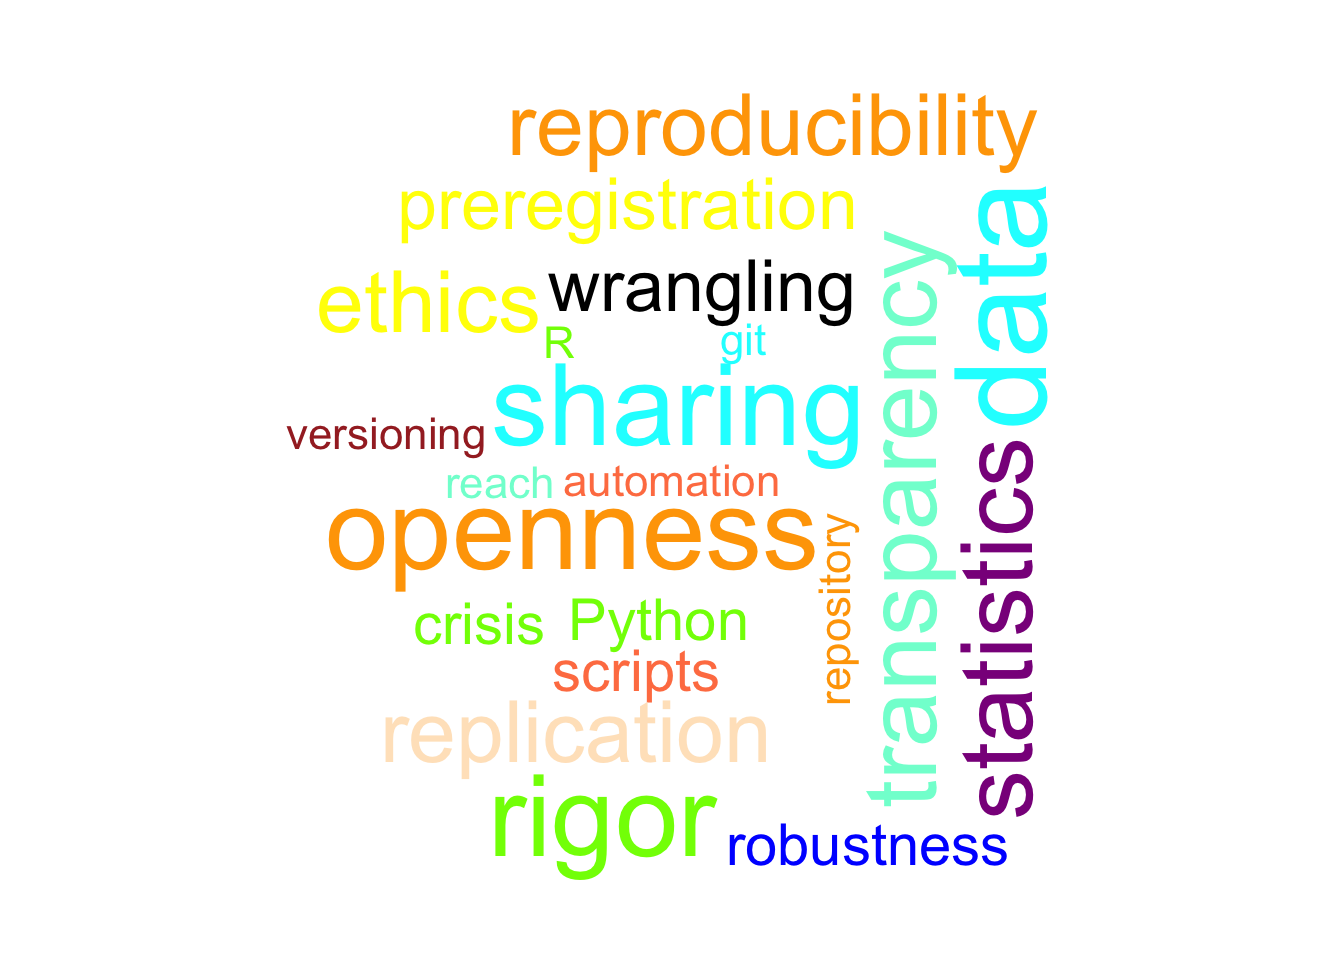 reproducibility
preregistration
data
transparency
ethics
wrangling
R
git
sharing
versioning
statistics
reach
automation
openness
repository
crisis
Python
scripts
replication
rigor
robustness